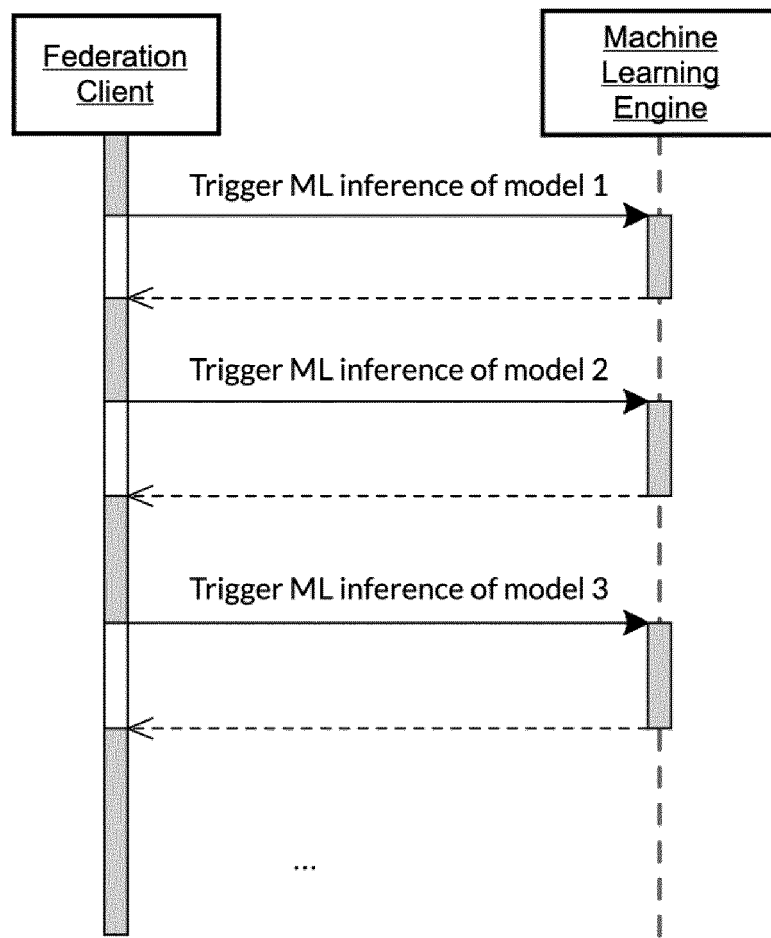 Federation
Client
Machine
Learning
Engine
Trigger ML inference of model 1
Trigger ML inference of model 2
Trigger ML inference of model 3
...